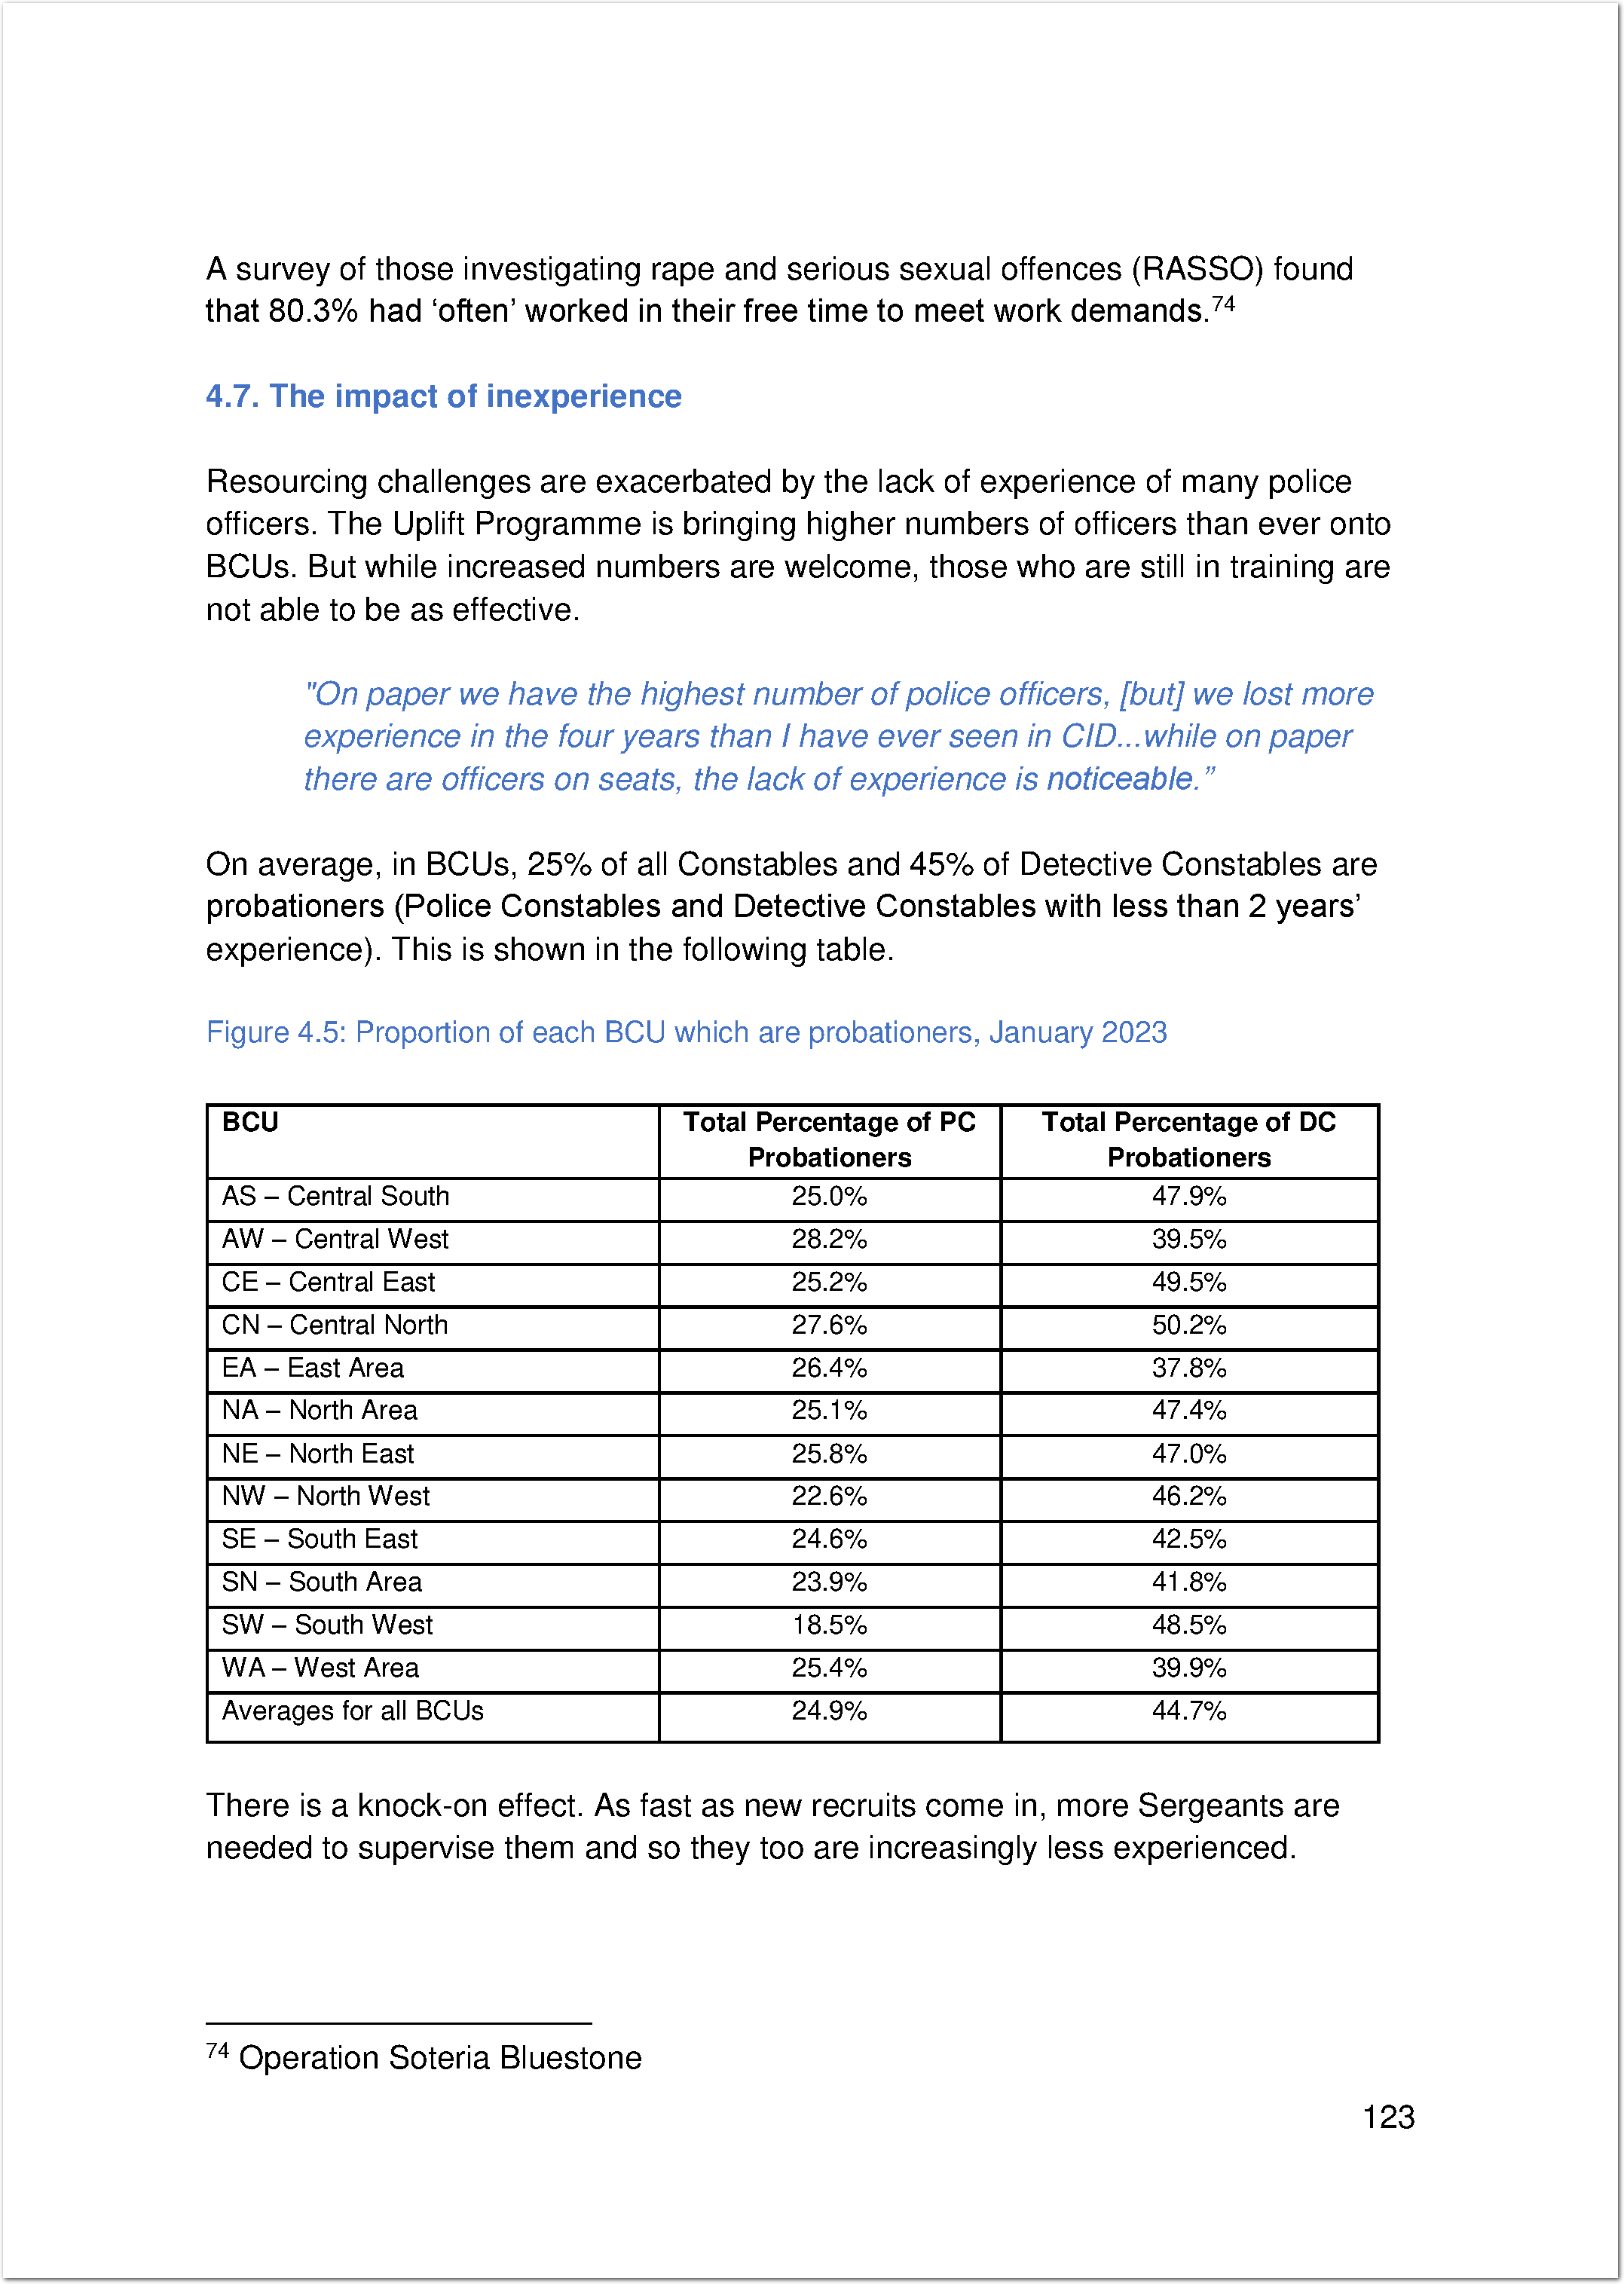 A survey of those investigating rape and serious sexual offences (RASSO) found
that 80.3% had ‘often’ worked in their free time to meet work demands.74
4.7. The impact of inexperience
Resourcing challenges are exacerbated by the lack of experience of many police
officers. The Uplift Programme is bringing higher numbers of officers than ever onto
BCUs. But while increased numbers are welcome, those who are still in training are
not able to be as effective.
"On paper we have the highest number of police officers, [but] we lost more
experience in the four years than I have ever seen in CID...while on paper
there are officers on seats, the lack of experience is noticeable.”
On average, in BCUs, 25% of all Constables and 45% of Detective Constables are
probationers (Police Constables and Detective Constables with less than 2 years’
experience). This is shown in the following table.
Figure 4.5: Proportion of each BCU which are probationers, January 2023
BCU Total Percentage of PC Probationers Total Percentage of DC Probationers
AS – Central South 25.0% 47.9%
AW – Central West 28.2% 39.5%
CE – Central East 25.2% 49.5%
CN – Central North 27.6% 50.2%
EA – East Area 26.4% 37.8%
NA – North Area 25.1% 47.4%
NE – North East 25.8% 47.0%
NW – North West 22.6% 46.2%
SE – South East 24.6% 42.5%
SN – South Area 23.9% 41.8%
SW – South West 18.5% 48.5%
WA – West Area 25.4% 39.9%
Averages for all BCUs 24.9% 44.7%
There is a knock-on effect. As fast as new recruits come in, more Sergeants are
needed to supervise them and so they too are increasingly less experienced.
74 Operation Soteria Bluestone
123